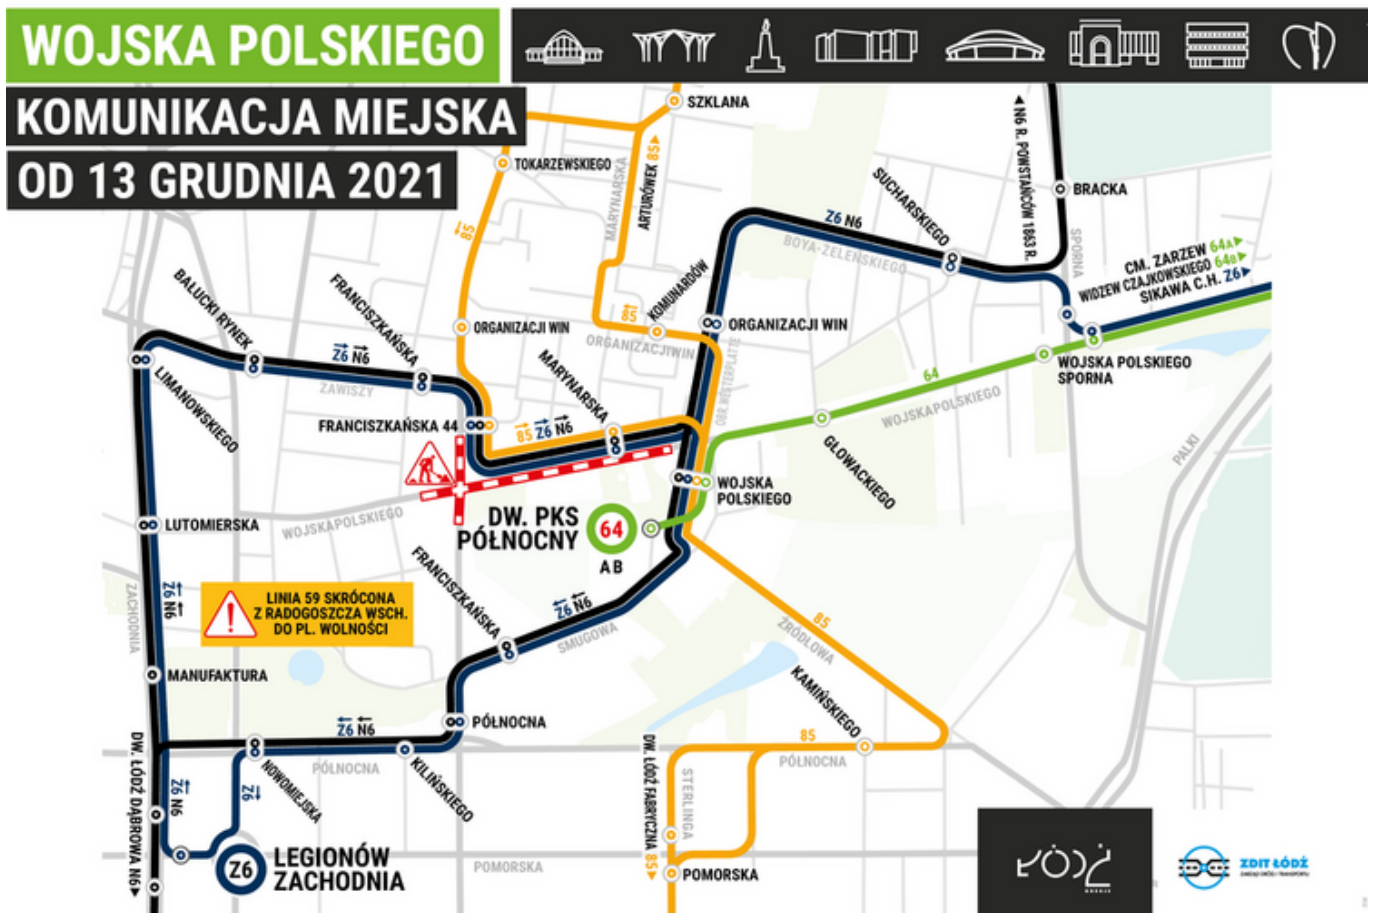 WOJSKA POLSKIEGO
KOMUNIKACJA MIEJSKA
OD 13 GRUDNIA 2021
SZKLANA
TOKARZEWSKIEGO
MARYNARSKA
ARTURÓWEK 85
N6 R. POWSTAŃCÓW 1863 R.
BRACKA
SUCHARSKIEGO
Z6 N6
BOYA-ŻELEŃSKIEGO
SPORNA
85
CM. ZARZEW 64A
WIDZEW CZAJKOWSKIEGO 64B
SIKAWA C.H. Z6
BAŁUCKI RYNEK
FRANCISZKAŃSKA
KOMUNARDÓW
85
ORGANIZACJI WIN
ORGANIZACJI WIN
ORGANIZACJI WIN
Z6 N6
ZAWISZY
MARYNARSKA
OBR. WESTERPLATTE
WOJSKA POLSKIEGO
SPORNA
64
WOJSKA POLSKIEGO
LIMANOWSKIEGO
FRANCISZKAŃSKA 44
85 Z6 N6
GŁOWACKIEGO
PALKI
WOJSKA
POLSKIEGO
LUTOMIERSKA
WOJSKA POLSKIEGO
DW. PKS
PÓŁNOCNY
64
A B
FRANCISZKAŃSKA
ZACHODNIA
Z6 N6
LINIA 59 SKRÓCONA
Z RADOGOSZCZA WSCH.
DO PL. WOLNOŚCI
Z6 N6
SMUGOWA
85
ŹRÓDŁOWA
MANUFAKTURA
KAMIŃSKIEGO
PÓŁNOCNA
Z6 N6
DW. ŁÓDŹ DĄBROWA N6
PÓŁNOCNA
NOWOMIEJSKA
KILIŃSKIEGO
DW. ŁÓDŹ FABRYCZNA 85
STERLINGA
85
PÓŁNOCNA
Z6 N6
Z6
Z6
LEGIONÓW
ZACHODNIA
POMORSKA
POMORSKA
ŁÓDŹ
ZDIT ŁÓDŹ